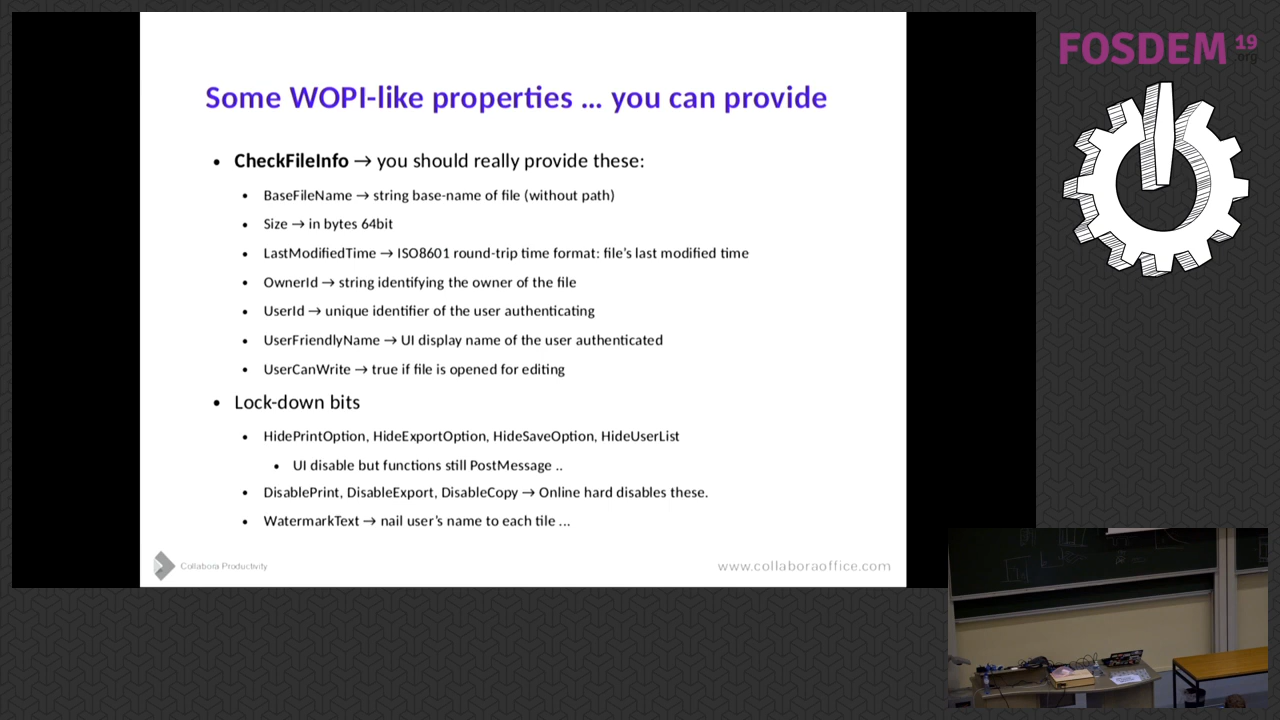 Some WOPI-like properties ... you can provide
• CheckFileInfo → you should really provide these:
• BaseFileName → string base-name of file (without path)
• Size → in bytes 64bit
• LastModifiedTime → ISO8601 round-trip time format: file's last modified time
• OwnerId → string identifying the owner of the file
• UserId → unique identifier of the user authenticating
• UserFriendlyName → UI display name of the user authenticated
• UserCanWrite → true if file is opened for editing
• Lock-down bits
• HidePrintOption, HideExportOption, HideSaveOption, HideUserList
• UI disable but functions still PostMessage ..
• DisablePrint, DisableExport, DisableCopy → Online hard disables these.
• WatermarkText → nail user's name to each tile ...
Collabora Productivity
www.collaboraoffice.com
FOSDEM 19
.org